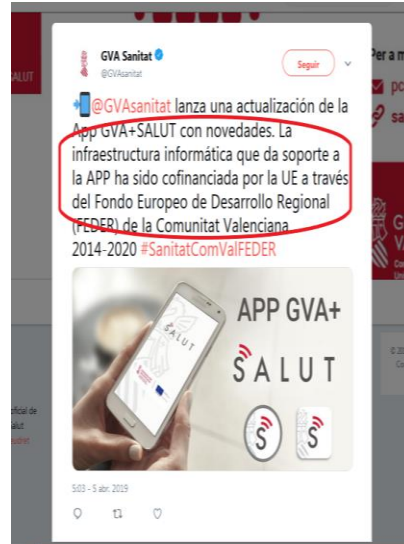 GVA Sanitat
@GVAsanitat
Seguir
@GVAsanitat lanza una actualización de la
App GVA+SALUT con novedades. La
infraestructura informática que da soporte a
la APP ha sido cofinanciada por la UE a través
del Fondo Europeo de Desarrollo Regional
(FEDER) de la Comunitat Valenciana
2014-2020 #SanitatComValFEDER
SALUT
APP GVA+
SALUT
S
S
5:03 - 5 abr. 2019